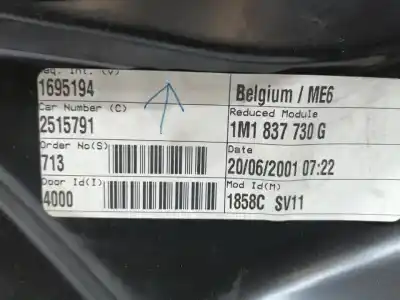 Int. (V)
1695194
Belgium / ME6
Car Number (C)
Reduced Module
2515791
1M1 837 730 G
Order No(S)
Date
713
20/06/2001 07:22
Door Id(I)
Mod Id(M)
4000
1858C SV11